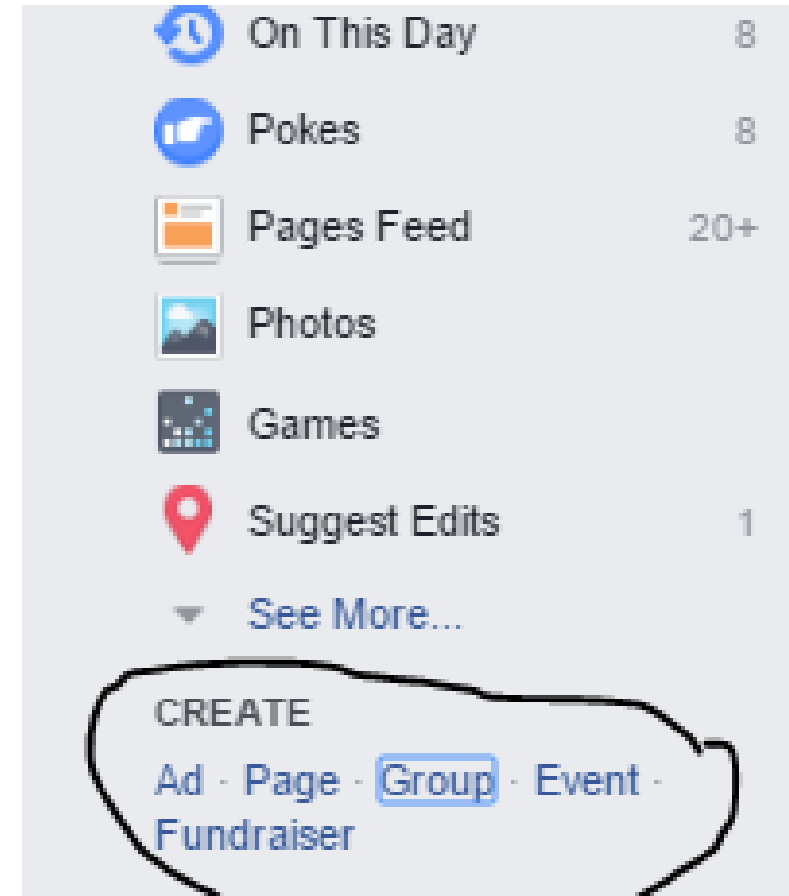 On This Day 8
Pokes 8
Pages Feed 20+
Photos
Games
Suggest Edits 1
See More...
CREATE
Ad · Page · Group · Event ·
Fundraiser